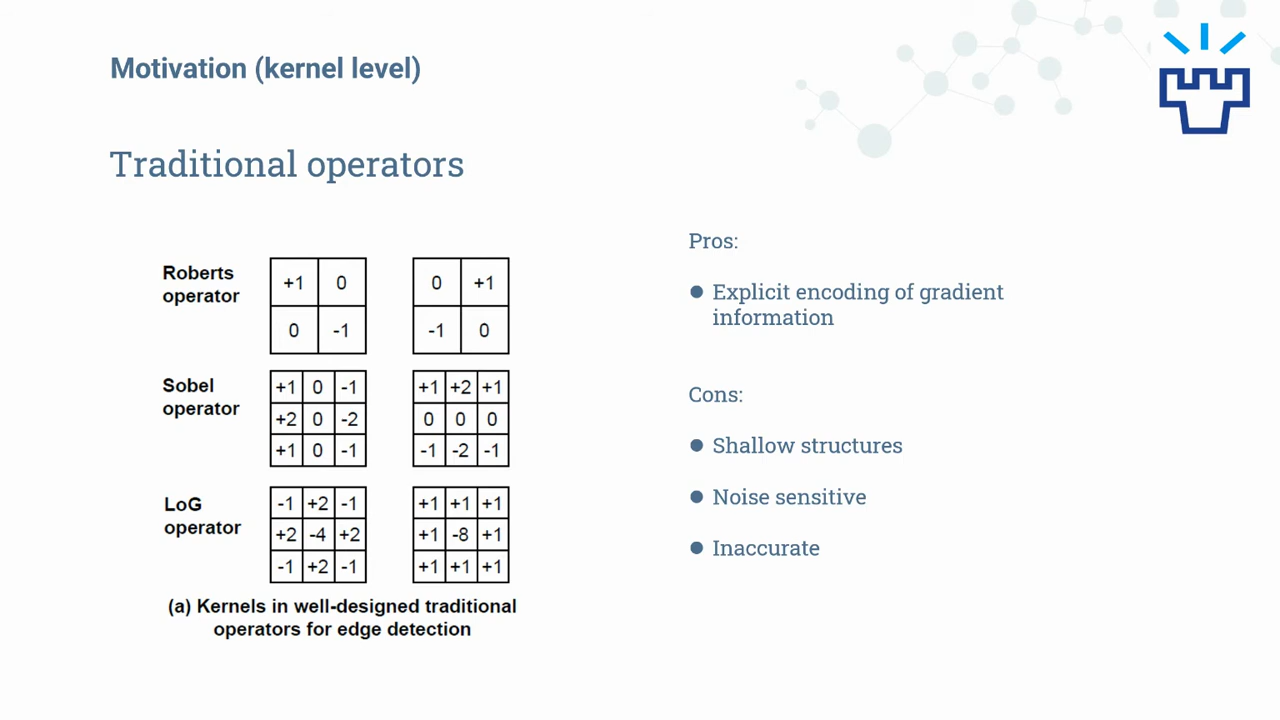 Motivation (kernel level)
Traditional operators
Roberts
operator
+1 0
0 -1
0 +1
-1 0
Sobel
operator
+1 0 -1
+2 0 -2
+1 0 -1
+1 +2 +1
0 0 0
-1 -2 -1
LoG
operator
-1 +2 -1
+2 -4 +2
-1 +2 -1
+1 +1 +1
+1 -8 +1
+1 +1 +1
(a) Kernels in well-designed traditional
operators for edge detection
Pros:
● Explicit encoding of gradient
information
Cons:
● Shallow structures
● Noise sensitive
● Inaccurate